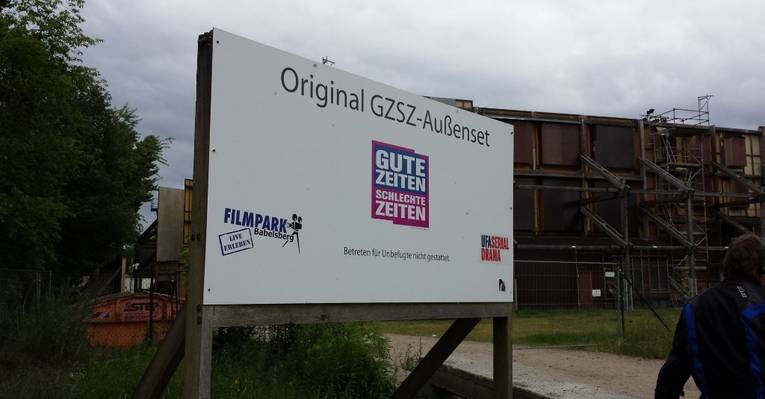 Original GZSZ-Außenset
GUTE
ZEITEN
SCHLECHTE
ZEITEN
FILMPARK
Babelsberg
LIVE
ERLEBEN
UFA SERIAL
DRAMA
Betreten für Unbefugte nicht gestattet.